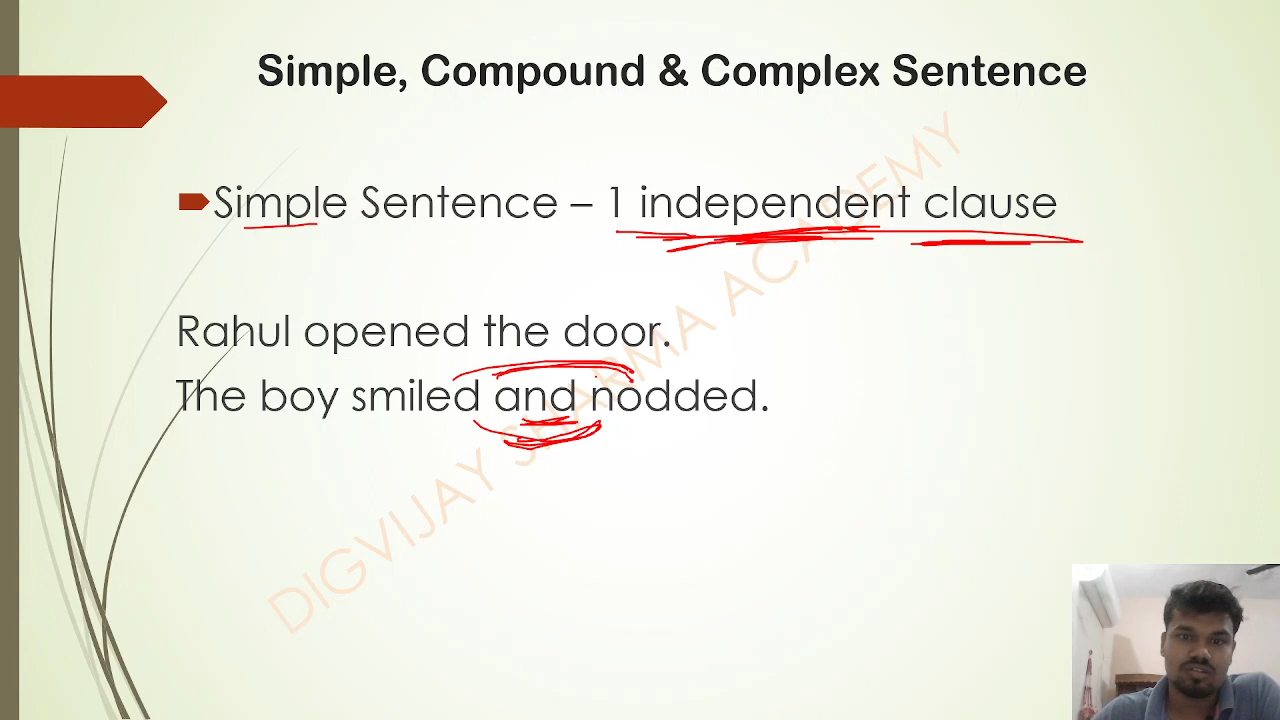 Simple, Compound & Complex Sentence
Simple Sentence – 1 independent clause
Rahul opened the door.
The boy smiled and nodded.
DIGVIJAY SHARMA ACADEMY